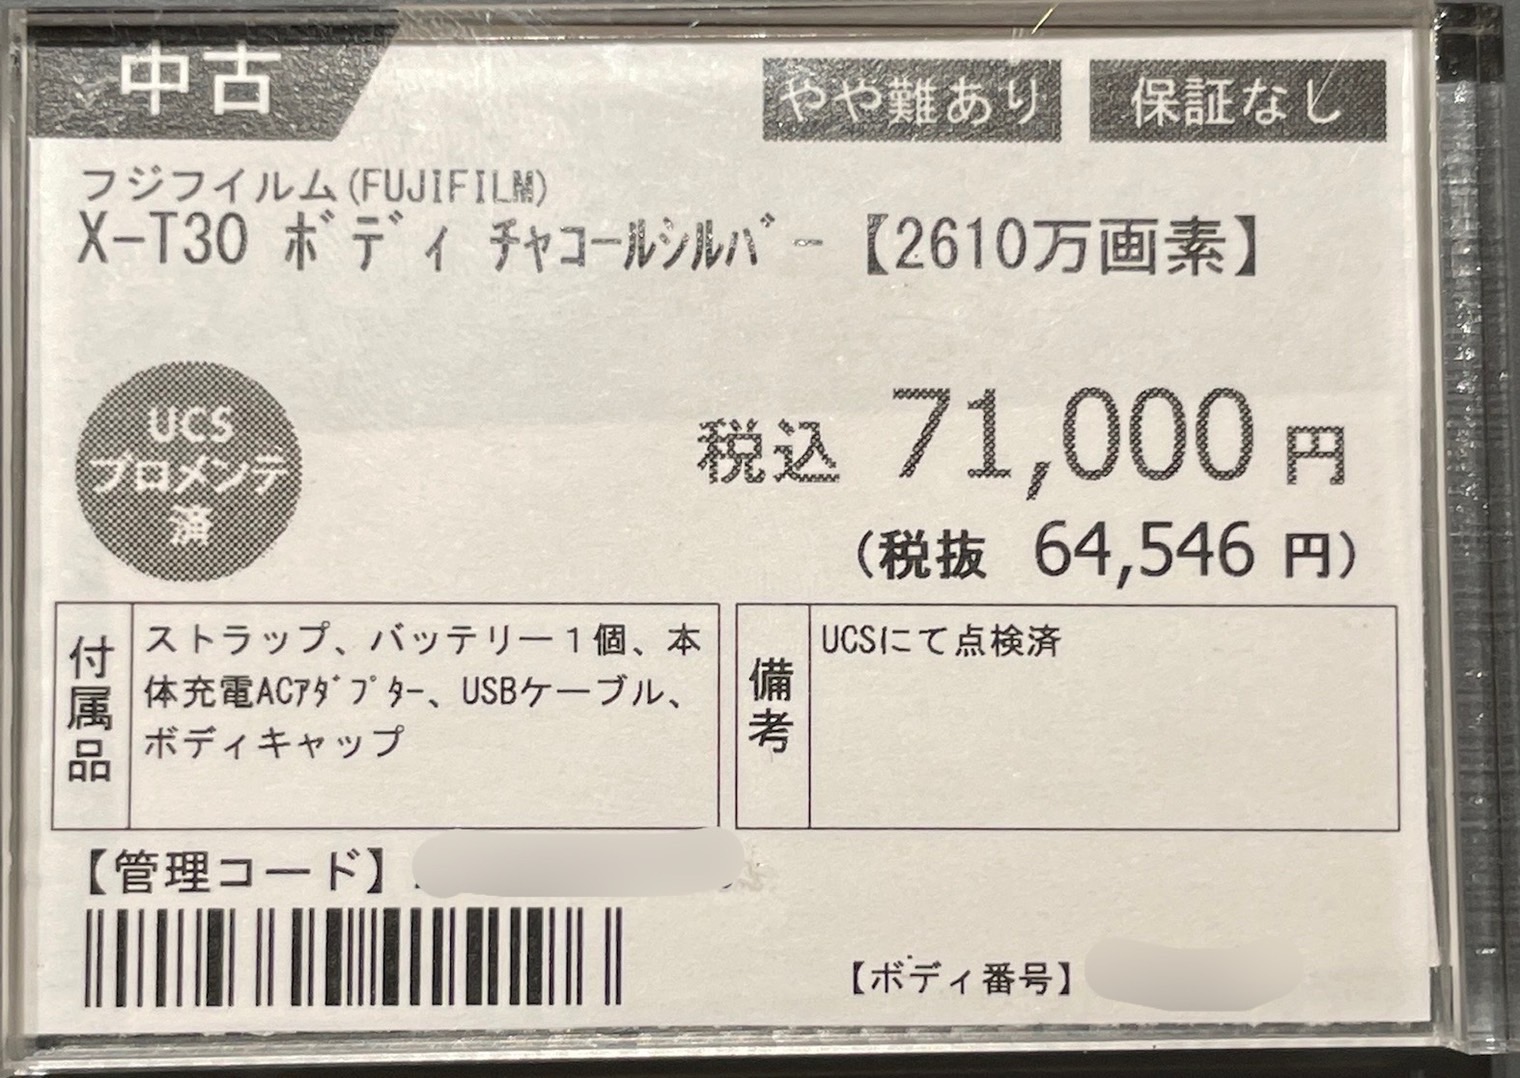 中古
やや難あり
保証なし
フジフイルム(FUJIFILM)
X-T30 ボディ チャコールシルバー【2610万画素】
UCS
プロメンテ
済
税込 71,000 円
(税抜 64,546 円)
付属品
ストラップ、バッテリー1個、本
体充電ACアダプター、USBケーブル、
ボディキャップ
備考
UCSにて点検済
【管理コード】
【ボディ番号】